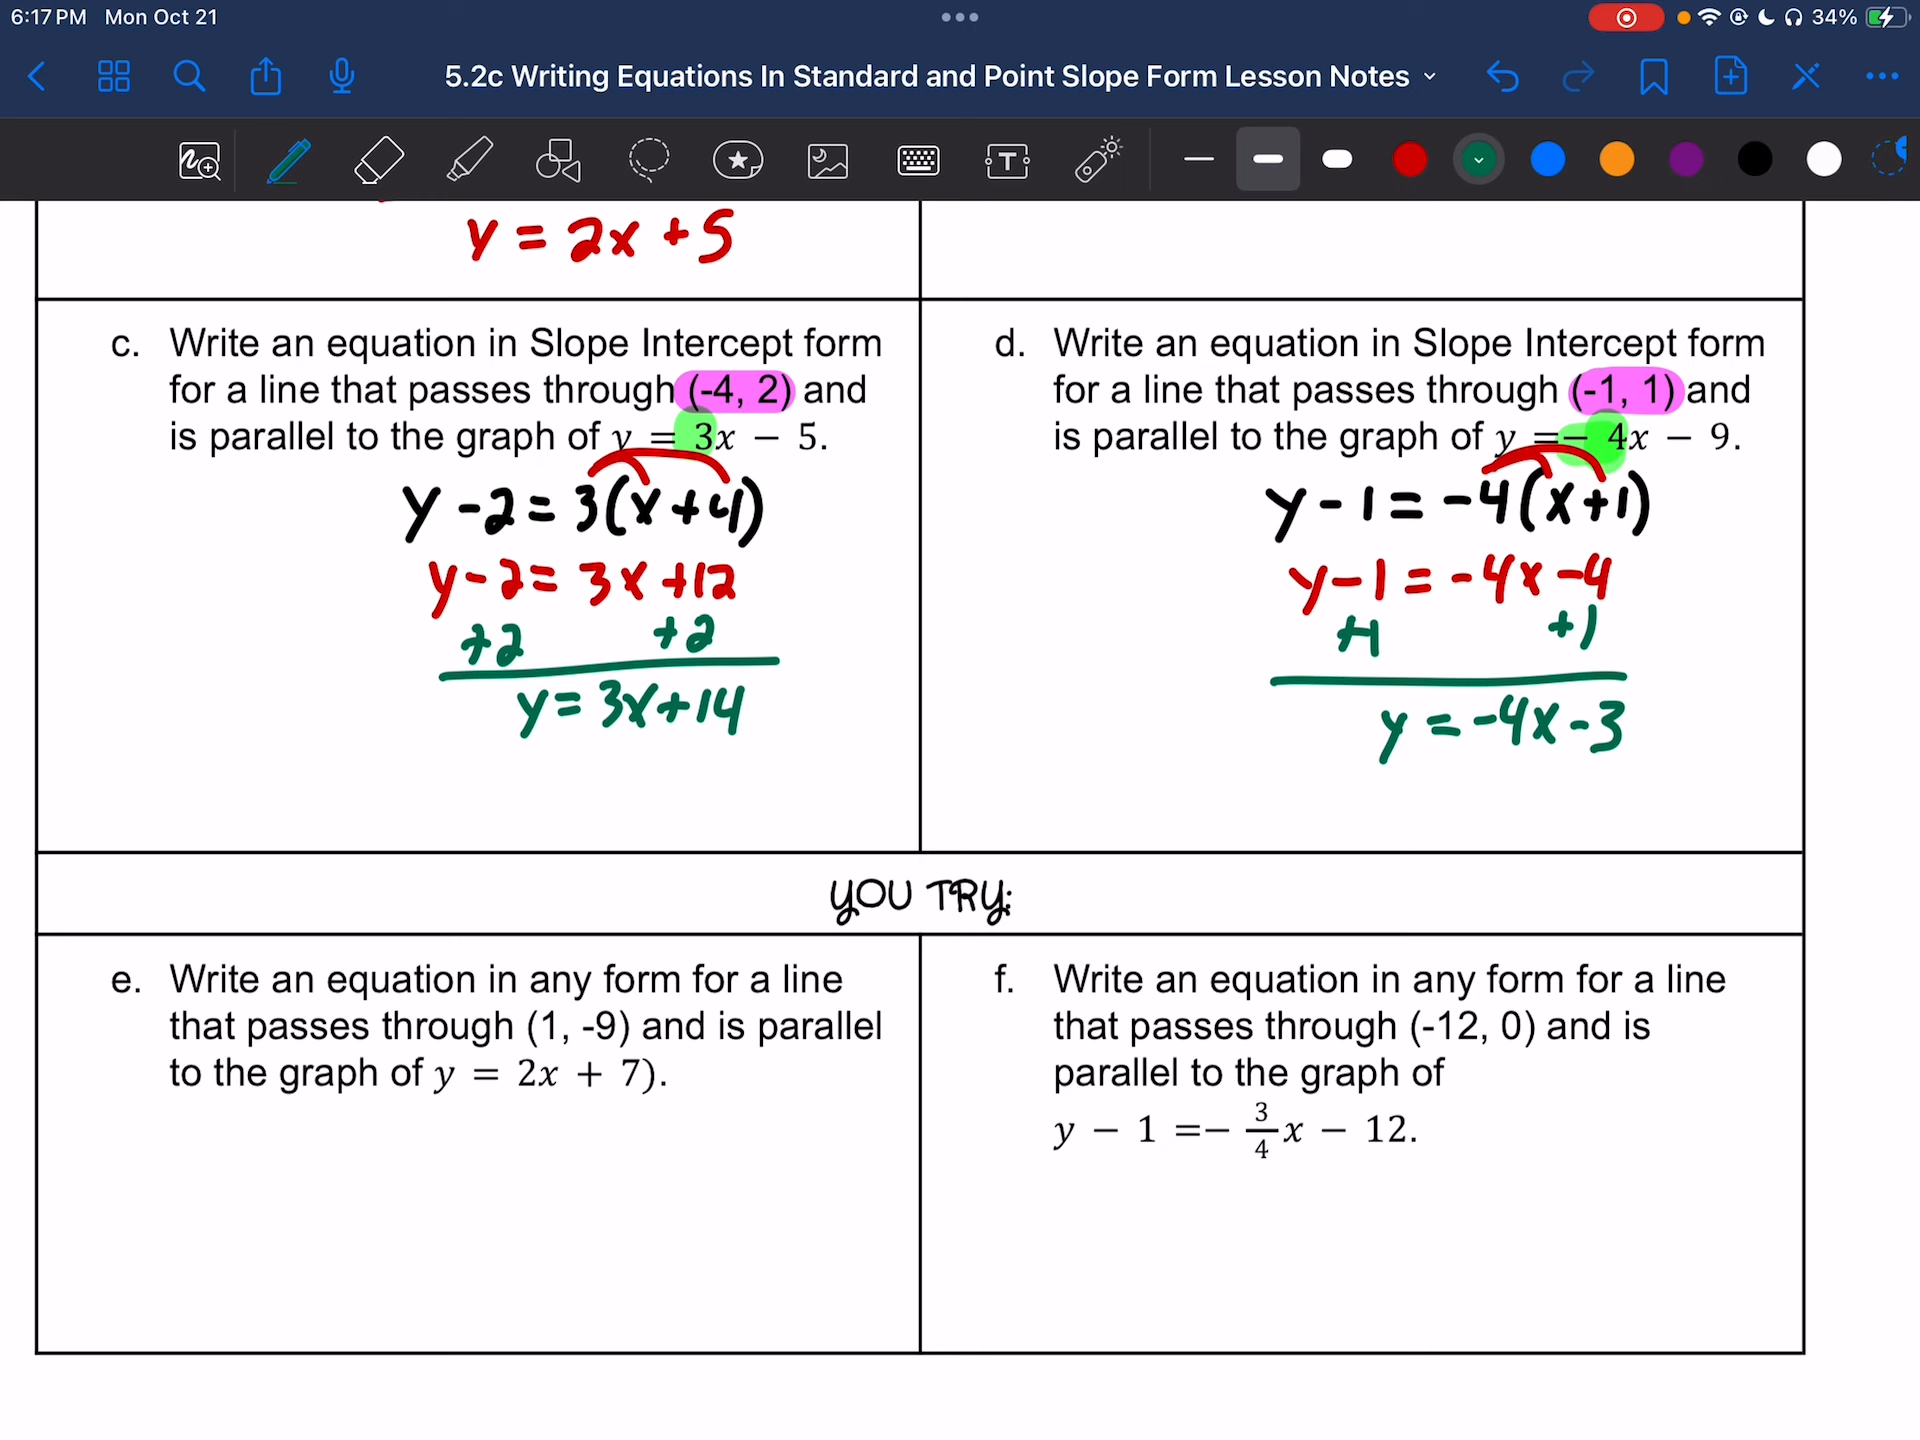 6:17 PM Mon Oct 21
34%
5.2c Writing Equations In Standard and Point Slope Form Lesson Notes
y = 2x + 5
c. Write an equation in Slope Intercept form
for a line that passes through (-4, 2) and
is parallel to the graph of y = 3x − 5.
y - 2 = 3(x + 4)
y - 2 = 3x + 12
+2 +2
y = 3x + 14
d. Write an equation in Slope Intercept form
for a line that passes through (-1, 1) and
is parallel to the graph of y =− 4x − 9.
y - 1 = -4(x + 1)
y - 1 = -4x - 4
+1 +1
y = -4x - 3
YOU TRY:
e. Write an equation in any form for a line
that passes through (1, -9) and is parallel
to the graph of y = 2x + 7).
f. Write an equation in any form for a line
that passes through (-12, 0) and is
parallel to the graph of
y − 1 =− 3/4 x − 12.